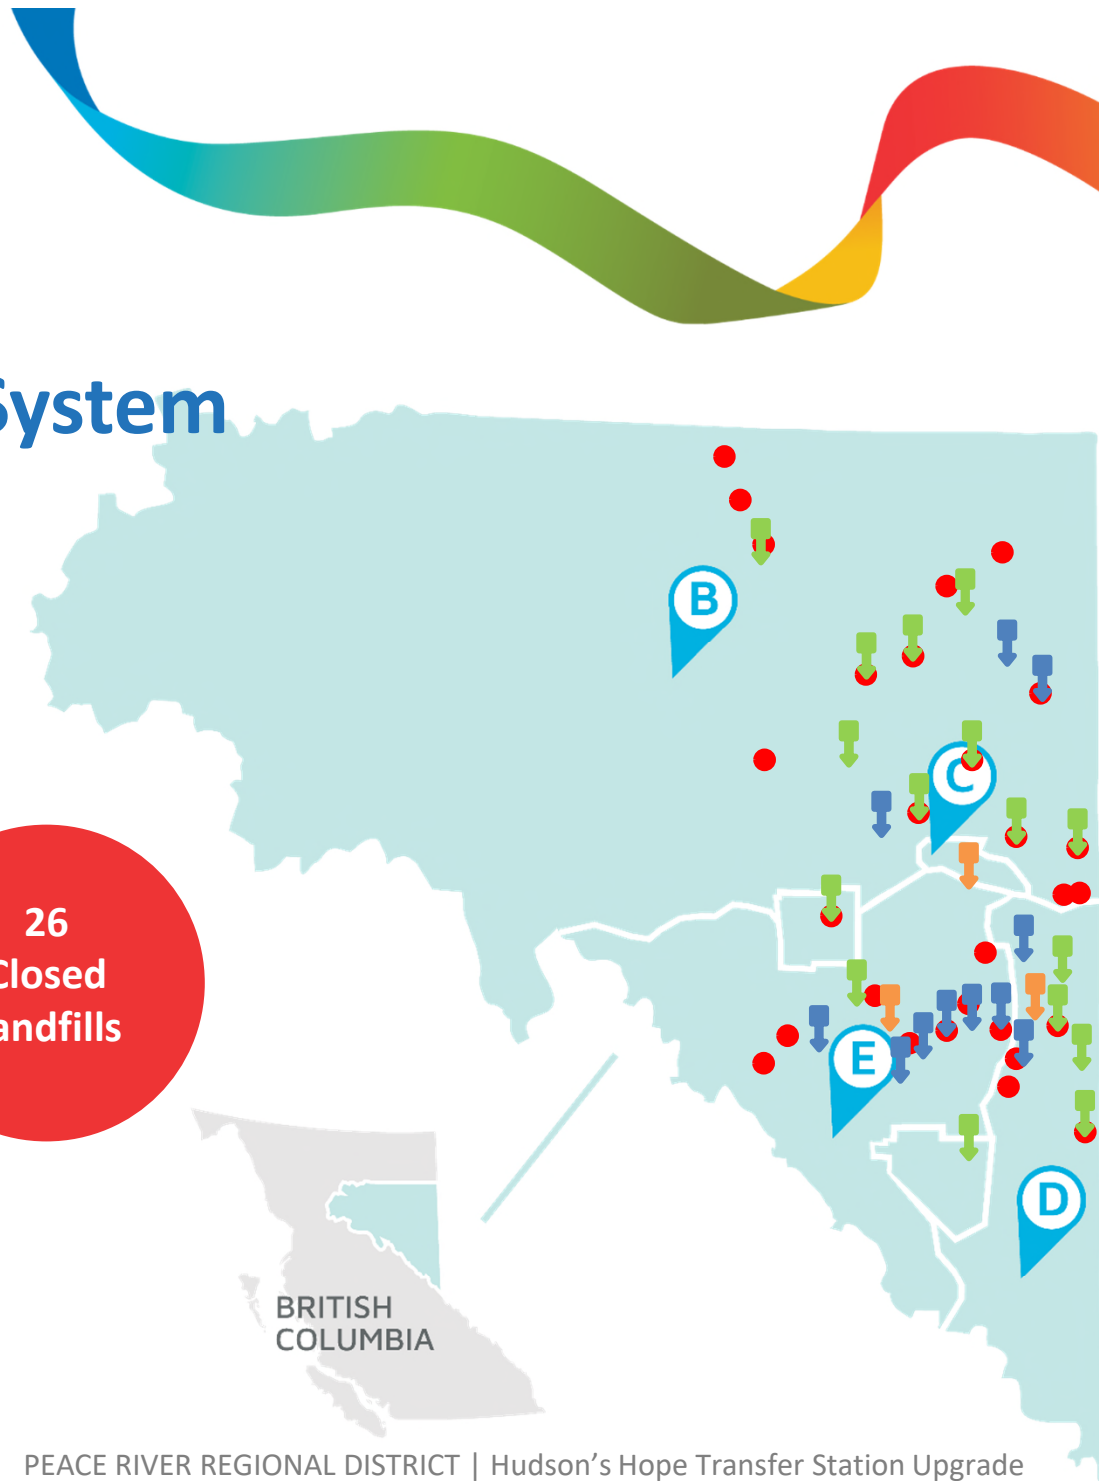 System
B
C
26
Closed
andfills
E
D
BRITISH
COLUMBIA
PEACE RIVER REGIONAL DISTRICT | Hudson's Hope Transfer Station Upgrade